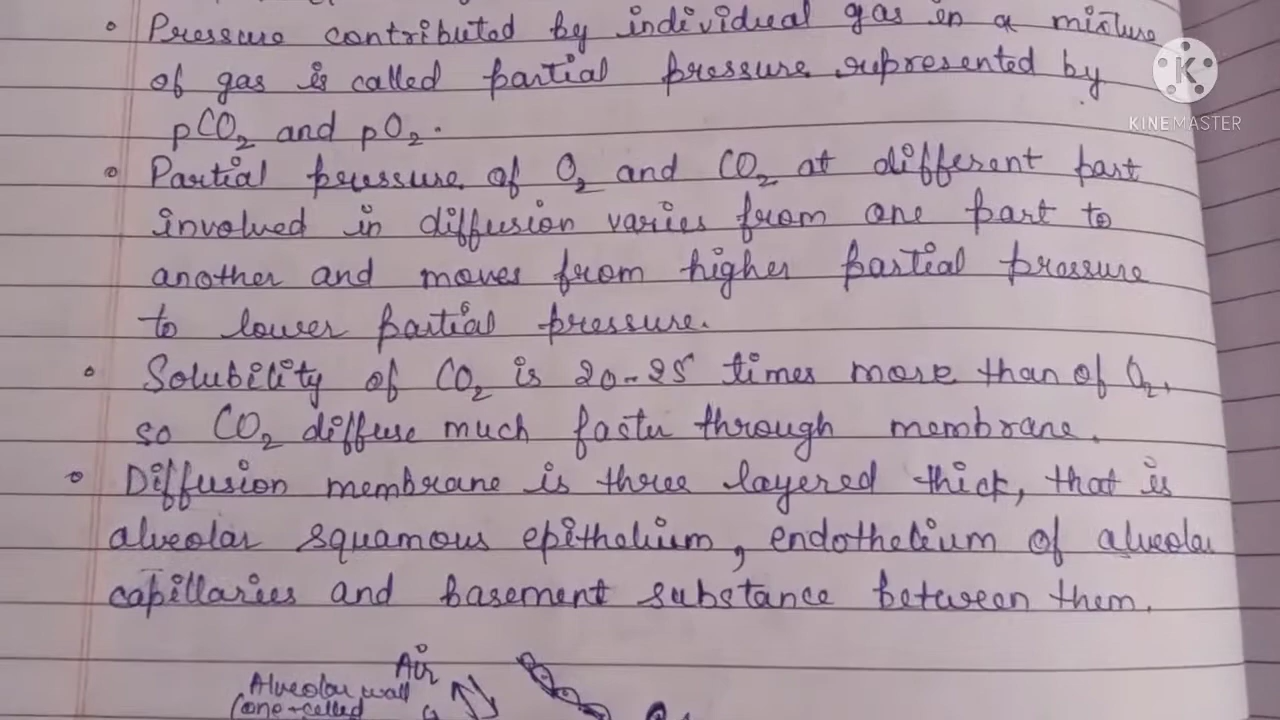 • Pressure contributed by individual gas in a mixture
of gas is called partial pressure represented by
pCO₂ and pO₂.
• Partial pressure of O₂ and CO₂ at different part
involved in diffusion varies from one part to
another and moves from higher partial pressure
to lower partial pressure.
• Solubility of CO₂ is 20-25 times more than of O₂,
so CO₂ diffuse much faster through membrane.
• Diffusion membrane is three layered thick, that is
alveolar squamous epithelium, endothelium of alveolar
capillaries and basement substance between them.
Air
Alveolar wall
(one-celled
K
KINEMASTER